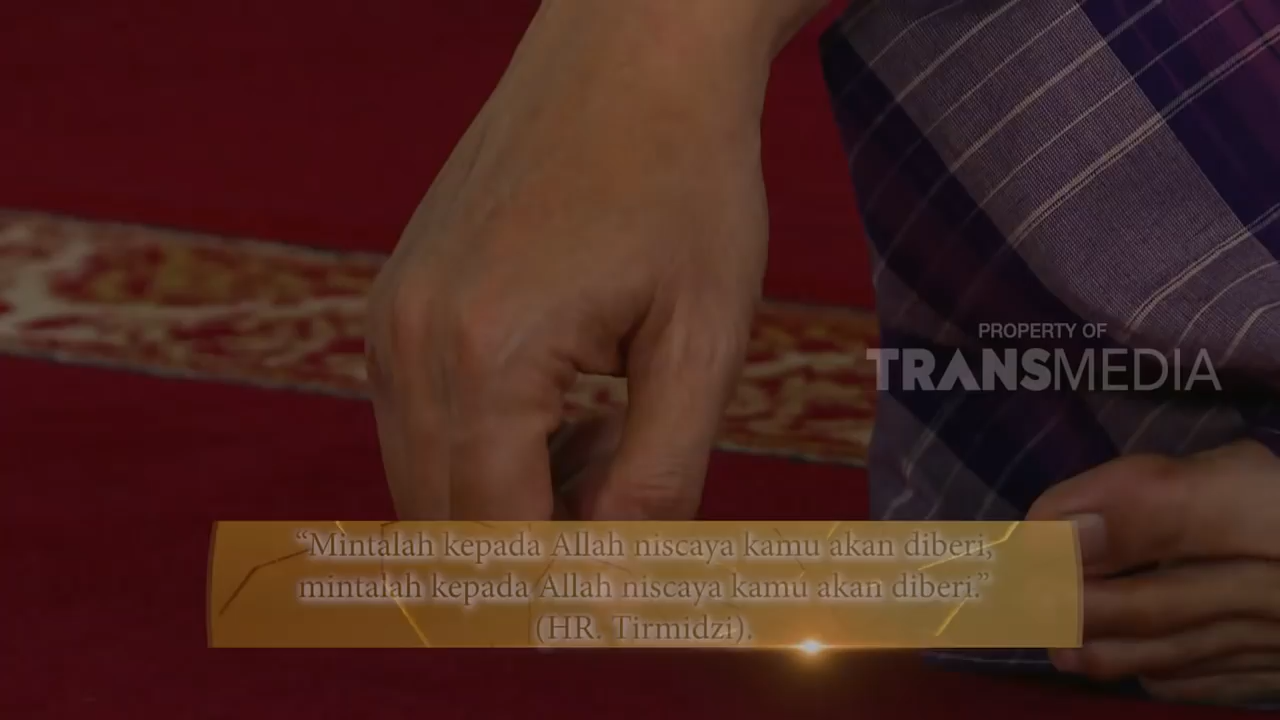 PROPERTY OF
TRANSMEDIA
“Mintalah kepada Allah niscaya kamu akan diberi,
mintalah kepada Allah niscaya kamu akan diberi.”
(HR. Tirmidzi).